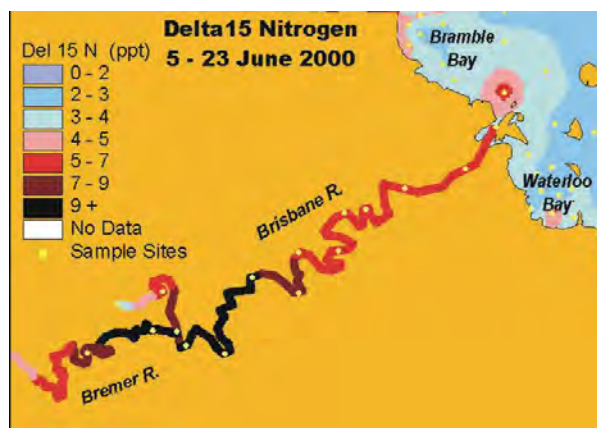 Delta15 Nitrogen
5 - 23 June 2000
Del 15 N (ppt)
0 - 2
2 - 3
3 - 4
4 - 5
5 - 7
7 - 9
9 +
No Data
Sample Sites
Bramble
Bay
Waterloo
Bay
Brisbane R.
Bremer R.